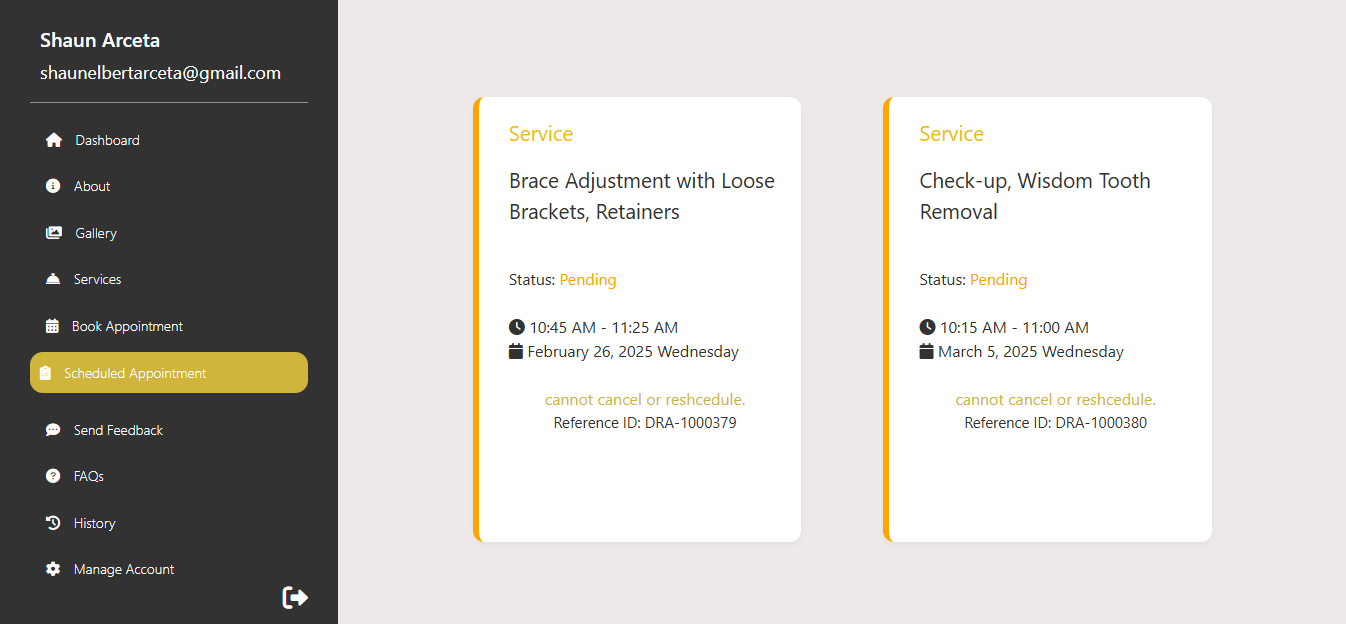 Shaun Arceta
shaunelbertarceta@gmail.com
Dashboard
About
Gallery
Services
Book Appointment
Scheduled Appointment
Send Feedback
FAQs
History
Manage Account
Service
Brace Adjustment with Loose
Brackets, Retainers
Status: Pending
10:45 AM - 11:25 AM
February 26, 2025 Wednesday
cannot cancel or reshcedule.
Reference ID: DRA-1000379
Service
Check-up, Wisdom Tooth
Removal
Status: Pending
10:15 AM - 11:00 AM
March 5, 2025 Wednesday
cannot cancel or reshcedule.
Reference ID: DRA-1000380